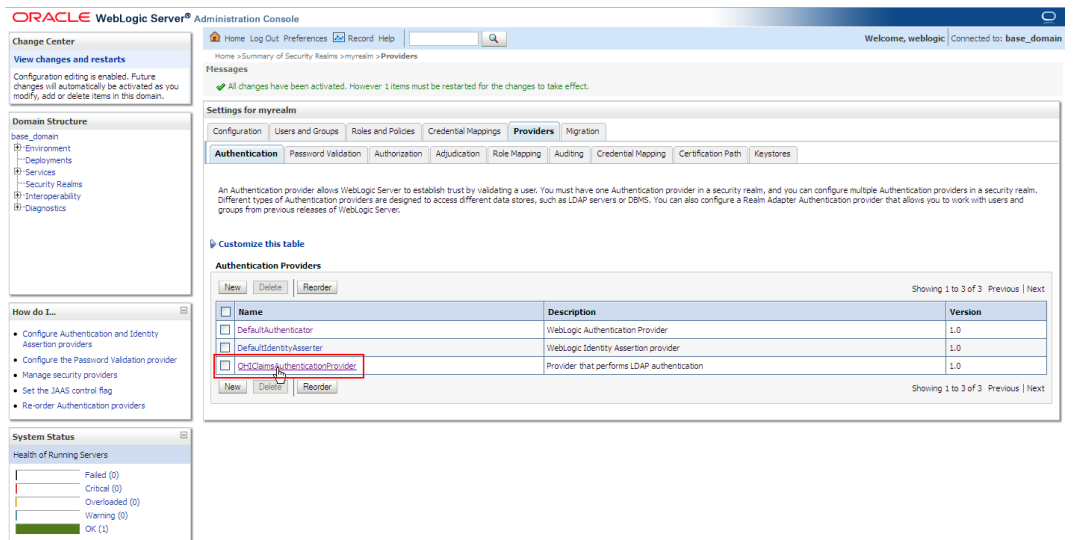 ORACLE WebLogic Server® Administration Console
Change Center
View changes and restarts
Configuration editing is enabled. Future
changes will automatically be activated as you
modify, add or delete items in this domain.
Domain Structure
base_domain
Environment
Deployments
Services
Security Realms
Interoperability
Diagnostics
How do I...
Configure Authentication and Identity
Assertion providers
Configure the Password Validation provider
Manage security providers
Set the JAAS control flag
Re-order Authentication providers
System Status
Health of Running Servers
Failed (0)
Critical (0)
Overloaded (0)
Warning (0)
OK (1)
Home Log Out Preferences Record Help
Welcome, weblogic Connected to: base_domain
Home >Summary of Security Realms >myrealm >Providers
Messages
All changes have been activated. However 1 items must be restarted for the changes to take effect.
Settings for myrealm
Configuration Users and Groups Roles and Policies Credential Mappings Providers Migration
Authentication Password Validation Authorization Adjudication Role Mapping Auditing Credential Mapping Certification Path Keystores
An Authentication provider allows WebLogic Server to establish trust by validating a user. You must have one Authentication provider in a security realm, and you can configure multiple Authentication providers in a security realm.
Different types of Authentication providers are designed to access different data stores, such as LDAP servers or DBMS. You can also configure a Realm Adapter Authentication provider that allows you to work with users and
groups from previous releases of WebLogic Server.
Customize this table
Authentication Providers
New Delete Reorder
Showing 1 to 3 of 3 Previous | Next
Name Description Version
DefaultAuthenticator WebLogic Authentication Provider 1.0
DefaultIdentityAsserter WebLogic Identity Assertion provider 1.0
OHIClaimsAuthenticationProvider Provider that performs LDAP authentication 1.0
New Delete Reorder
Showing 1 to 3 of 3 Previous | Next